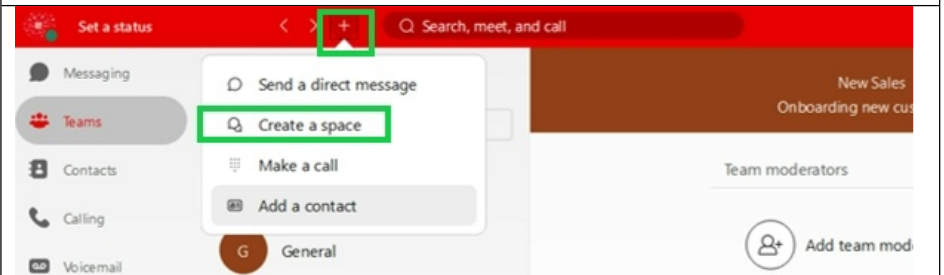 Set a status
+
Search, meet, and call
Messaging
Teams
Contacts
Calling
Voicemail
Send a direct message
Create a space
Make a call
Add a contact
G
General
New Sales
Onboarding new cus
Team moderators
Add team mod